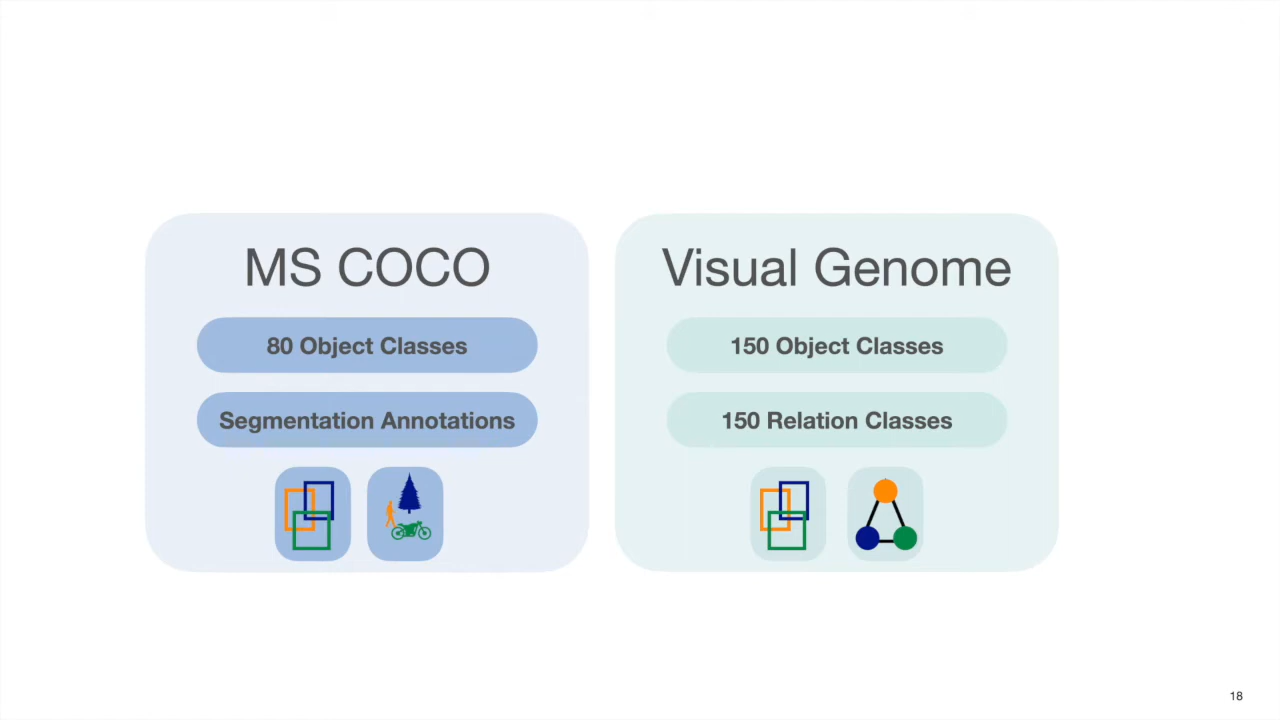 MS COCO
80 Object Classes
Segmentation Annotations
Visual Genome
150 Object Classes
150 Relation Classes
18